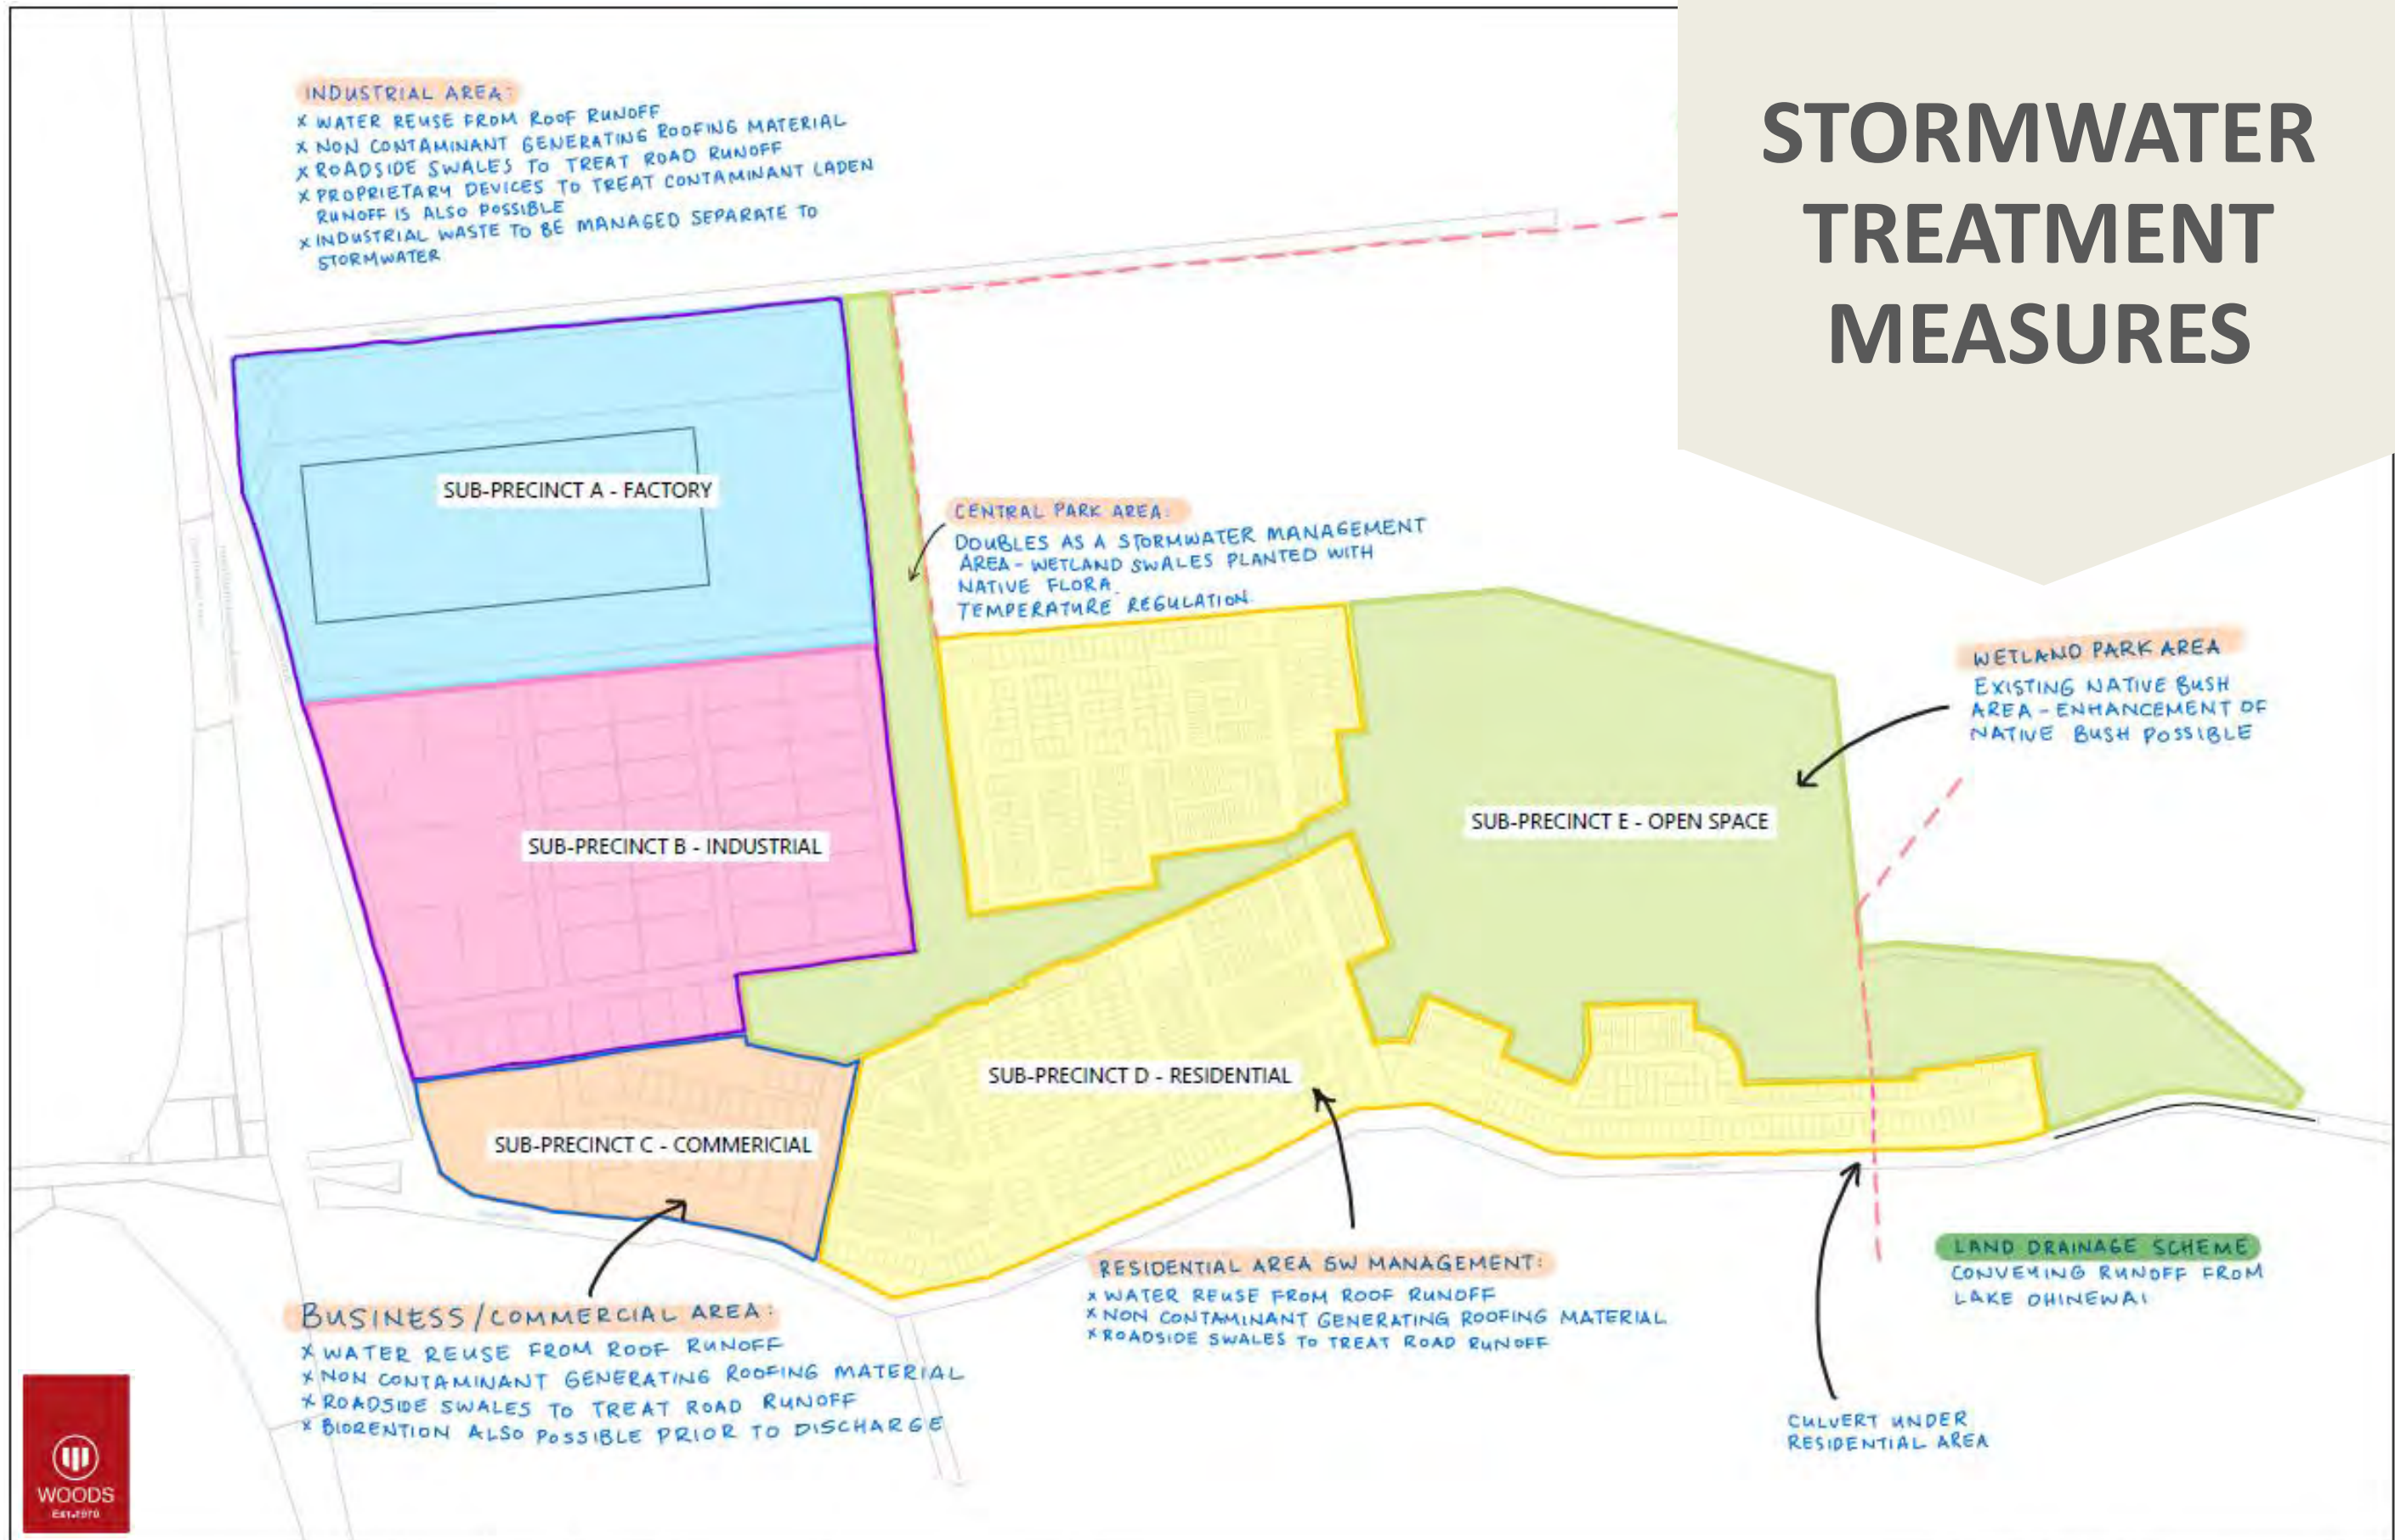 STORMWATER
TREATMENT
MEASURES
INDUSTRIAL AREA:
x WATER REUSE FROM ROOF RUNOFF
x NON CONTAMINANT GENERATING ROOFING MATERIAL
x ROADSIDE SWALES TO TREAT ROAD RUNOFF
x PROPRIETARY DEVICES TO TREAT CONTAMINANT LADEN
RUNOFF IS ALSO POSSIBLE
x INDUSTRIAL WASTE TO BE MANAGED SEPARATE TO
STORMWATER
SUB-PRECINCT A - FACTORY
CENTRAL PARK AREA:
DOUBLES AS A STORMWATER MANAGEMENT
AREA - WETLAND SWALES PLANTED WITH
NATIVE FLORA.
TEMPERATURE REGULATION.
WETLAND PARK AREA
EXISTING NATIVE BUSH
AREA - ENHANCEMENT OF
NATIVE BUSH POSSIBLE
SUB-PRECINCT B - INDUSTRIAL
SUB-PRECINCT E - OPEN SPACE
SUB-PRECINCT D - RESIDENTIAL
SUB-PRECINCT C - COMMERICIAL
BUSINESS/COMMERCIAL AREA:
x WATER REUSE FROM ROOF RUNOFF
x NON CONTAMINANT GENERATING ROOFING MATERIAL
x ROADSIDE SWALES TO TREAT ROAD RUNOFF
x BIORENTION ALSO POSSIBLE PRIOR TO DISCHARGE
RESIDENTIAL AREA SW MANAGEMENT:
x WATER REUSE FROM ROOF RUNOFF
x NON CONTAMINANT GENERATING ROOFING MATERIAL
x ROADSIDE SWALES TO TREAT ROAD RUNOFF
LAND DRAINAGE SCHEME
CONVEYING RUNOFF FROM
LAKE OHINEWAI
CULVERT UNDER
RESIDENTIAL AREA
WOODS
Est.1970